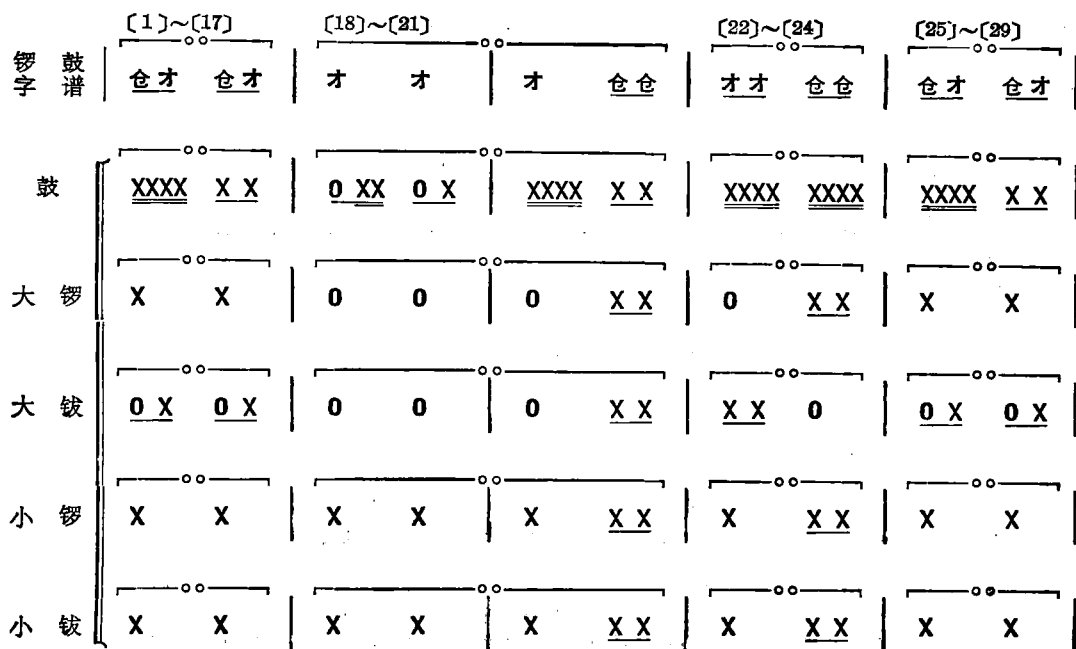 〔1〕~〔17〕 〔18〕~〔21〕 〔22〕~〔24〕 〔25〕~〔29〕
锣鼓字谱 | 仓才 仓才 | 才 才 | 才 仓仓 | 才才 仓仓 | 仓才 仓才 |
鼓 XXXX X X | 0 XX 0 X | XXXX X X | XXXX XXXX | XXXX X X |
大锣 X X | 0 0 | 0 X X | 0 X X | X X |
大钹 0 X 0 X | 0 0 | 0 X X | X X 0 | 0 X 0 X |
小锣 X X | X X | X X X | X X X | X X |
小钹 X X | X X | X X X | X X X | X X |